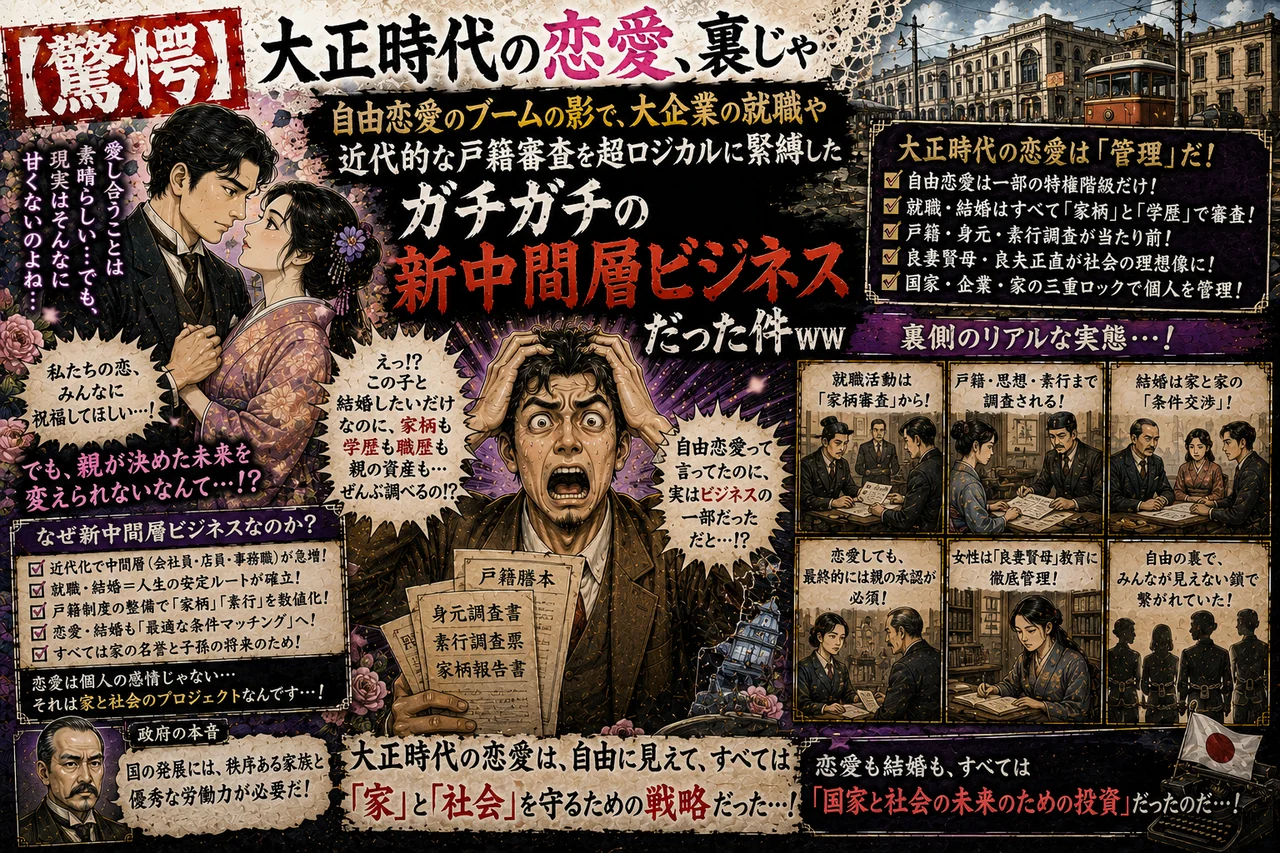 【驚愕】
大正時代の恋愛、裏じゃ
自由恋愛のブームの影で、大企業の就職や
近代的な戸籍審査を超ロジカルに緊縛した
ガチガチの
新中間層ビジネス
だった件ww
愛し合うことは
素晴らしい…でも、
現実はそんなに
甘くないのよね…
私たちの恋、
みんなに
祝福してほしい…!
でも、親が決めた未来を
変えられないなんて…!?
えっ!?
この子と
結婚したいだけ
なのに、家柄も
学歴も職歴も
親の資産も…
ぜんぶ調べるの!?
自由恋愛って
言ってたのに、
実はビジネスの
一部だった
だと…!?
戸籍謄本
身元調査書
素行調査票
家柄報告書
大正時代の恋愛は「管理」だ!
自由恋愛は一部の特権階級だけ!
就職・結婚はすべて「家柄」と「学歴」で審査!
戸籍・身元・素行調査が当たり前!
良妻賢母・良夫正直が社会の理想像に!
国家・企業・家の三重ロックで個人を管理!
裏側のリアルな実態…!
就職活動は
「家柄審査」から!
戸籍・思想・素行まで
調査される!
結婚は家と家の
「条件交渉」!
恋愛しても、
最終的には親の承認が
必須!
女性は「良妻賢母」教育に
徹底管理!
自由の裏で、
みんなが見えない鎖で
繋がれていた!
なぜ新中間層ビジネスなのか?
近代化で中間層(会社員・店員・事務職)が急増!
就職・結婚=人生の安定ルートが確立!
戸籍制度の整備で「家柄」「素行」を数値化!
恋愛・結婚も「最適な条件マッチング」へ!
すべては家の名誉と子孫の将来のため!
恋愛は個人の感情じゃない…
それは家と社会のプロジェクトなんです…!
政府の本音
国の発展には、秩序ある家族と
優秀な労働力が必要だ!
大正時代の恋愛は、自由に見えて、すべては
「家」と「社会」を守るための戦略だった…!
恋愛も結婚も、すべては
「国家と社会の未来のための投資」だったのだ…!